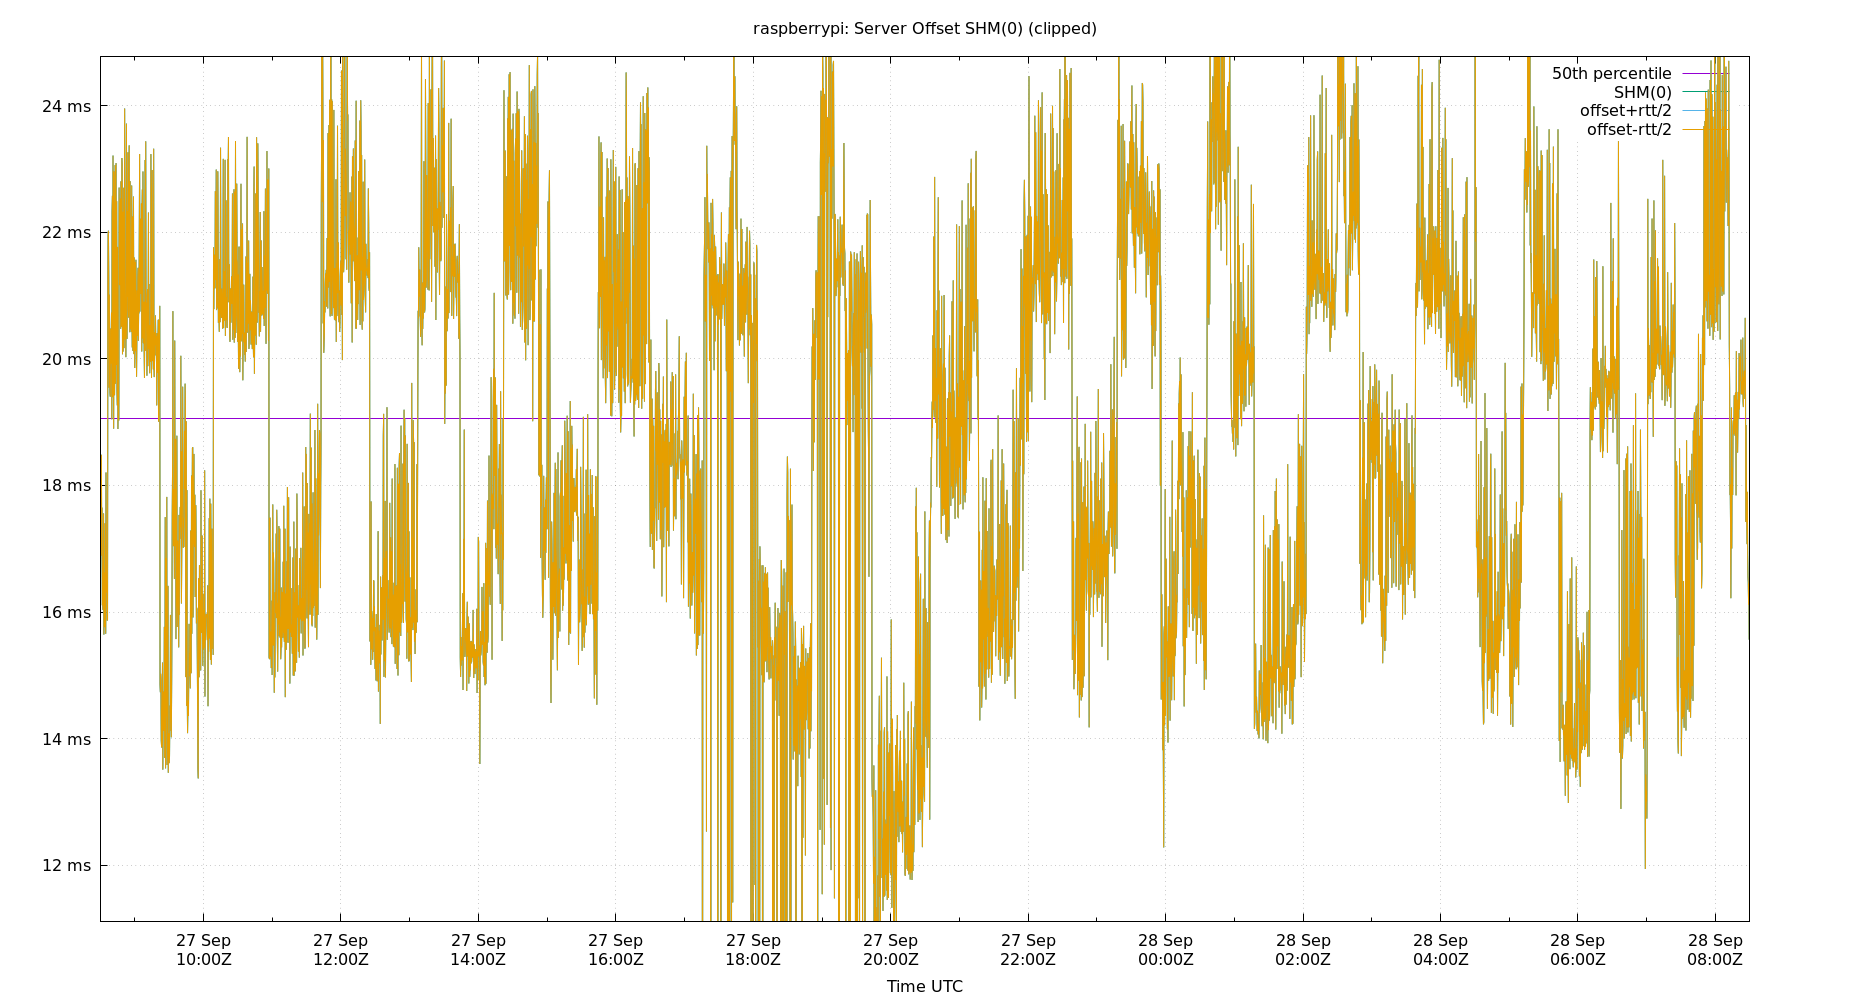 raspberrypi: Server Offset SHM(0) (clipped)
50th percentile
SHM(0)
offset+rtt/2
offset-rtt/2
24 ms
22 ms
20 ms
18 ms
16 ms
14 ms
12 ms
27 Sep 27 Sep 27 Sep 27 Sep 27 Sep 27 Sep 27 Sep 28 Sep 28 Sep 28 Sep 28 Sep 28 Sep
10:00Z 12:00Z 14:00Z 16:00Z 18:00Z 20:00Z 22:00Z 00:00Z 02:00Z 04:00Z 06:00Z 08:00Z
Time UTC